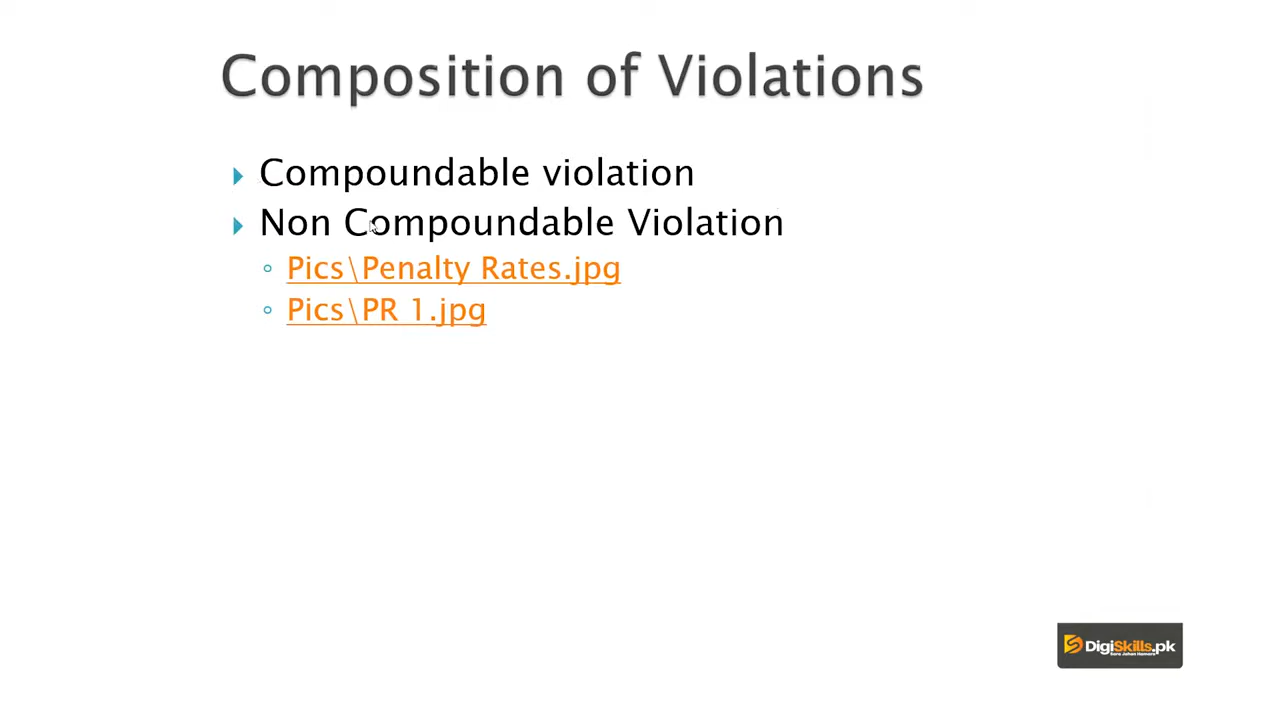 Composition of Violations
Compoundable violation
Non Compoundable Violation
Pics\Penalty Rates.jpg
Pics\PR 1.jpg
DigiSkills.pk